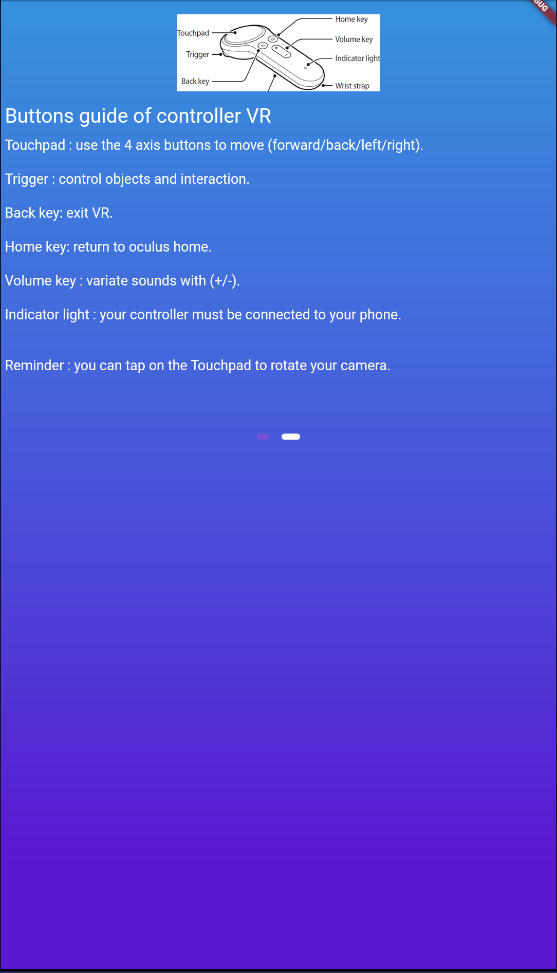 BUG
Home key
Touchpad
Volume key
Trigger
Indicator light
Back key
Wrist strap
Buttons guide of controller VR
Touchpad : use the 4 axis buttons to move (forward/back/left/right).
Trigger : control objects and interaction.
Back key: exit VR.
Home key: return to oculus home.
Volume key : variate sounds with (+/-).
Indicator light : your controller must be connected to your phone.
Reminder : you can tap on the Touchpad to rotate your camera.